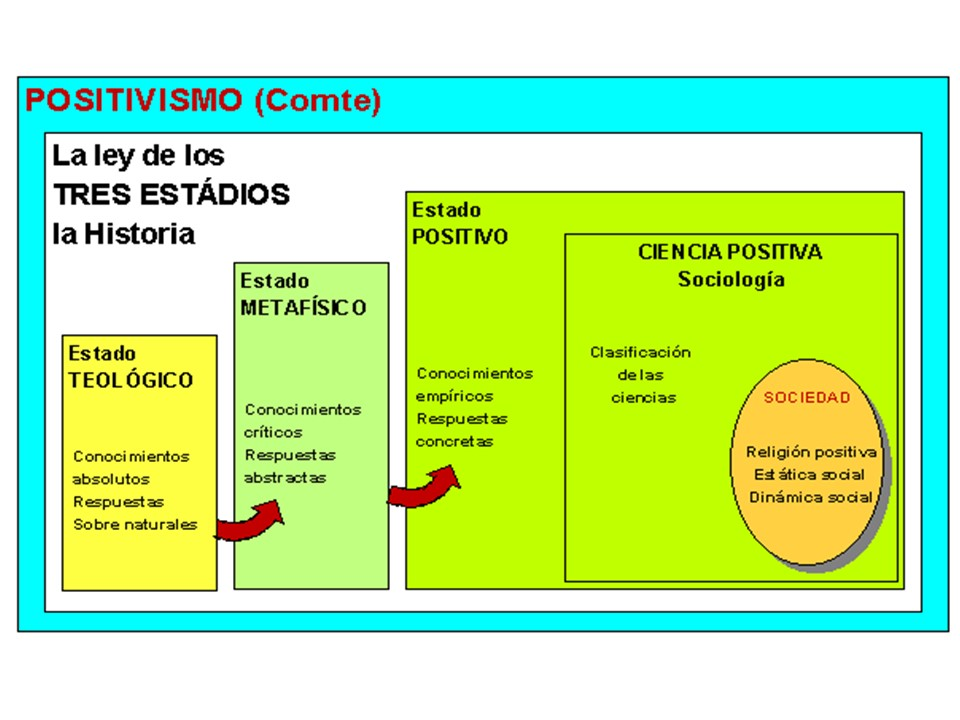 POSITIVISMO (Comte)
La ley de los
TRES ESTÁDIOS
la Historia
Estado
TEOLÓGICO
Conocimientos
absolutos
Respuestas
Sobre naturales
Estado
METAFÍSICO
Conocimientos
críticos
Respuestas
abstractas
Estado
POSITIVO
Conocimientos
empíricos
Respuestas
concretas
CIENCIA POSITIVA
Sociología
Clasificación
de las
ciencias
SOCIEDAD
Religión positiva
Estática social
Dinámica social